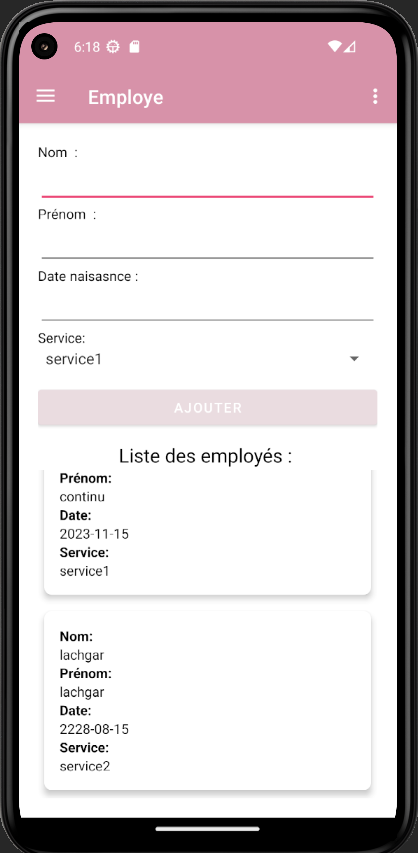 6:18
Employe
Nom :
Prénom :
Date naisasnce :
Service:
service1
AJOUTER
Liste des employés :
Prénom:
continu
Date:
2023-11-15
Service:
service1
Nom:
lachgar
Prénom:
lachgar
Date:
2228-08-15
Service:
service2